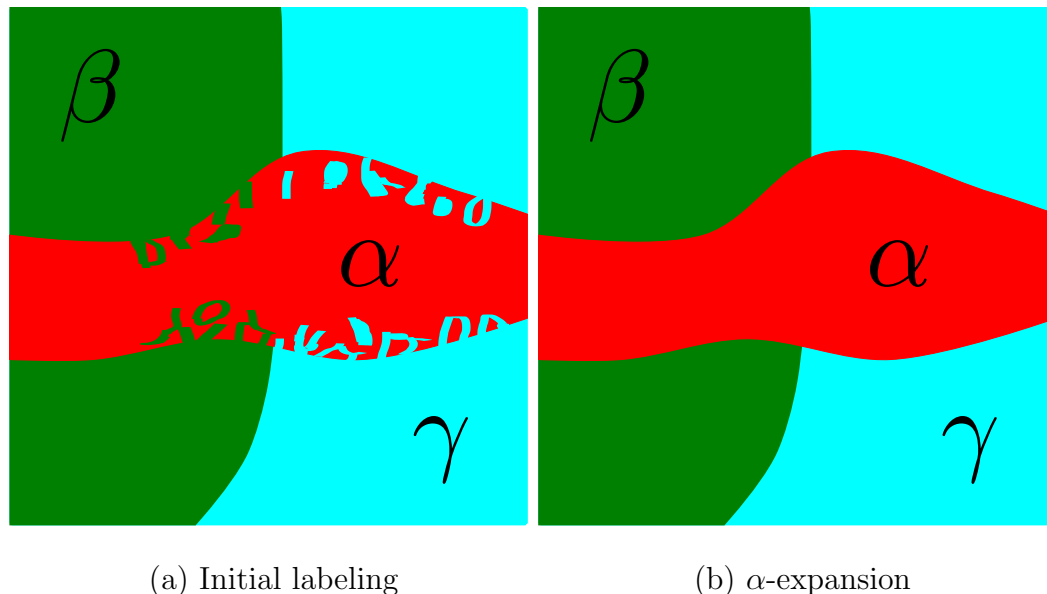 β β
α α
γ γ
(a) Initial labeling (b) α-expansion